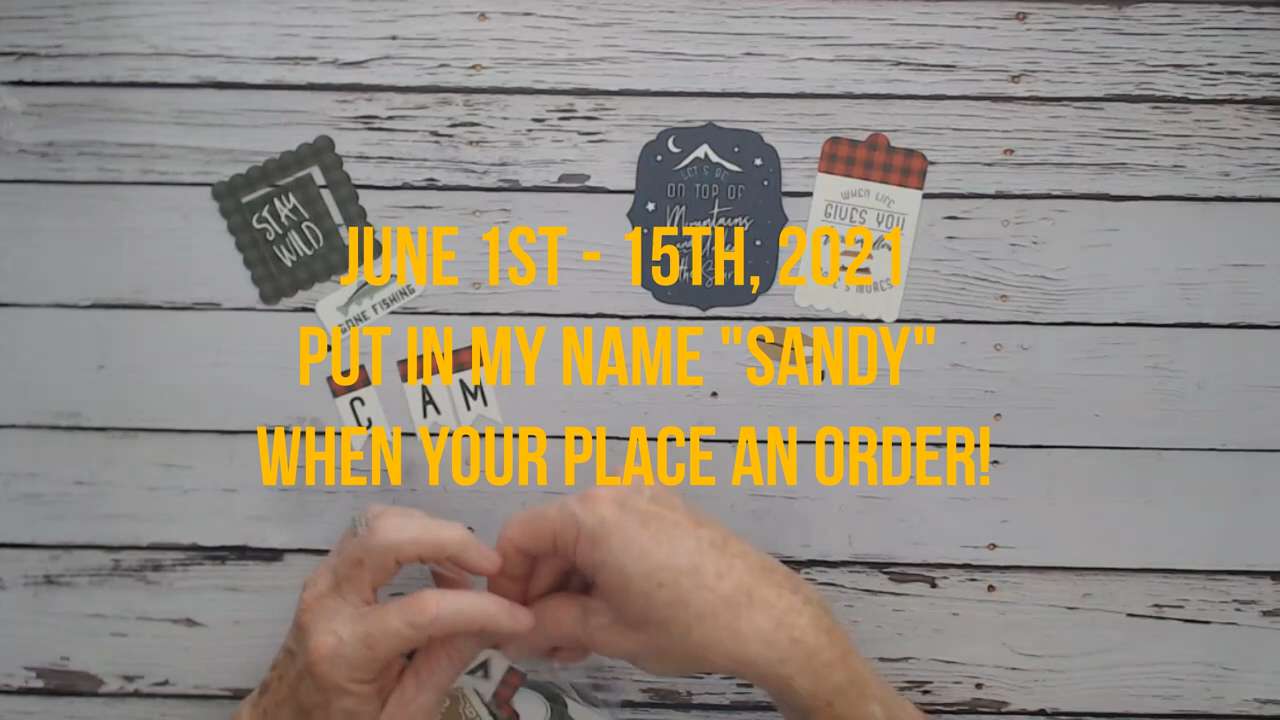 STAY
WILD
GONE FISHING
C AM
LET'S BE
ON TOP OF
Mountains
WHEN LIFE
GIVES YOU
JUNE 1ST - 15TH, 2021
PUT IN MY NAME "SANDY"
WHEN YOUR PLACE AN ORDER!